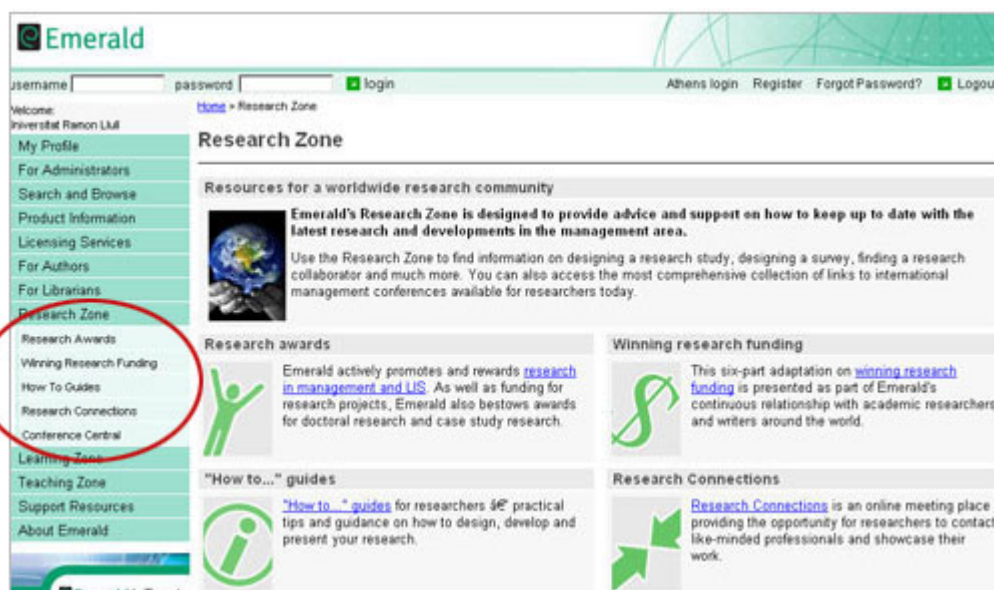 Emerald
username
password
login
Athens login Register Forgot Password? Logou
Welcome:
Universitat Ramon Llull
Home > Research Zone
My Profile
For Administrators
Search and Browse
Product Information
Licensing Services
For Authors
For Librarians
Research Zone
Research Awards
Winning Research Funding
How To Guides
Research Connections
Conference Central
Learning Zone
Teaching Zone
Support Resources
About Emerald
Research Zone
Resources for a worldwide research community
Emerald's Research Zone is designed to provide advice and support on how to keep up to date with the
latest research and developments in the management area.
Use the Research Zone to find information on designing a research study, designing a survey, finding a research
collaborator and much more. You can also access the most comprehensive collection of links to international
management conferences available for researchers today.
Research awards
Emerald actively promotes and rewards research
in management and LIS. As well as funding for
research projects, Emerald also bestows awards
for doctoral research and case study research.
Winning research funding
This six-part adaptation on winning research
funding is presented as part of Emerald's
continuous relationship with academic researchers
and writers around the world.
"How to..." guides
"How to..." guides for researchers â€" practical
tips and guidance on how to design, develop and
present your research.
Research Connections
Research Connections is an online meeting place
providing the opportunity for researchers to contact
like-minded professionals and showcase their
work.